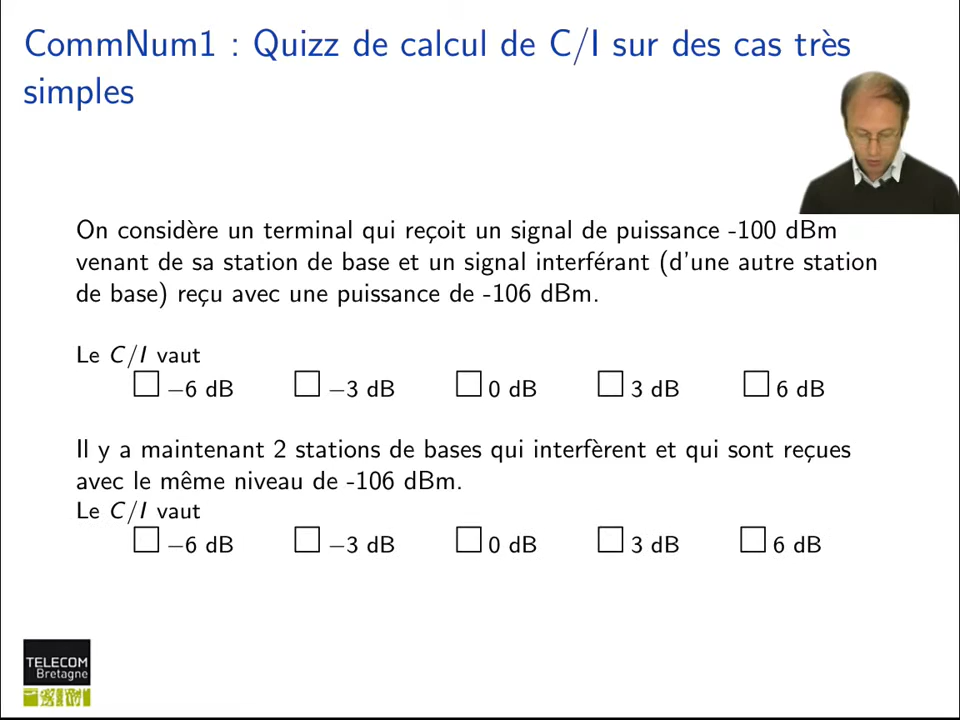 CommNum1 : Quizz de calcul de C/I sur des cas très
simples
On considère un terminal qui reçoit un signal de puissance -100 dBm
venant de sa station de base et un signal interférant (d'une autre station
de base) reçu avec une puissance de -106 dBm.
Le C/I vaut
−6 dB −3 dB 0 dB 3 dB 6 dB
Il y a maintenant 2 stations de bases qui interfèrent et qui sont reçues
avec le même niveau de -106 dBm.
Le C/I vaut
−6 dB −3 dB 0 dB 3 dB 6 dB
TELECOM
Bretagne